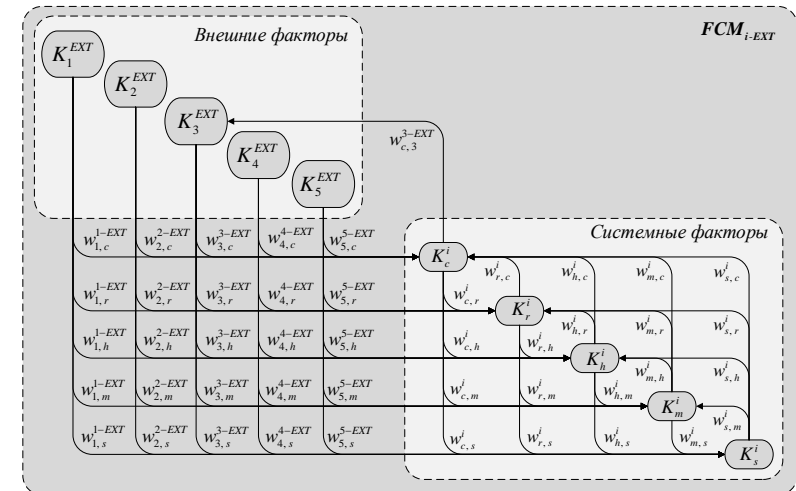 FCM_{i-EXT}
Внешние факторы
K_1^{EXT}
K_2^{EXT}
K_3^{EXT}
K_4^{EXT}
K_5^{EXT}
w_{c,3}^{3-EXT}
Системные факторы
w_{1,c}^{1-EXT} w_{2,c}^{2-EXT} w_{3,c}^{3-EXT} w_{4,c}^{4-EXT} w_{5,c}^{5-EXT} K_c^i w_{r,c}^i w_{h,c}^i w_{m,c}^i w_{s,c}^i
w_{1,r}^{1-EXT} w_{2,r}^{2-EXT} w_{3,r}^{3-EXT} w_{4,r}^{4-EXT} w_{5,r}^{5-EXT} w_{c,r}^i K_r^i w_{h,r}^i w_{m,r}^i w_{s,r}^i
w_{1,h}^{1-EXT} w_{2,h}^{2-EXT} w_{3,h}^{3-EXT} w_{4,h}^{4-EXT} w_{5,h}^{5-EXT} w_{c,h}^i w_{r,h}^i K_h^i w_{m,h}^i w_{s,h}^i
w_{1,m}^{1-EXT} w_{2,m}^{2-EXT} w_{3,m}^{3-EXT} w_{4,m}^{4-EXT} w_{5,m}^{5-EXT} w_{c,m}^i w_{r,m}^i w_{h,m}^i K_m^i w_{s,m}^i
w_{1,s}^{1-EXT} w_{2,s}^{2-EXT} w_{3,s}^{3-EXT} w_{4,s}^{4-EXT} w_{5,s}^{5-EXT} w_{c,s}^i w_{r,s}^i w_{h,s}^i w_{m,s}^i K_s^i